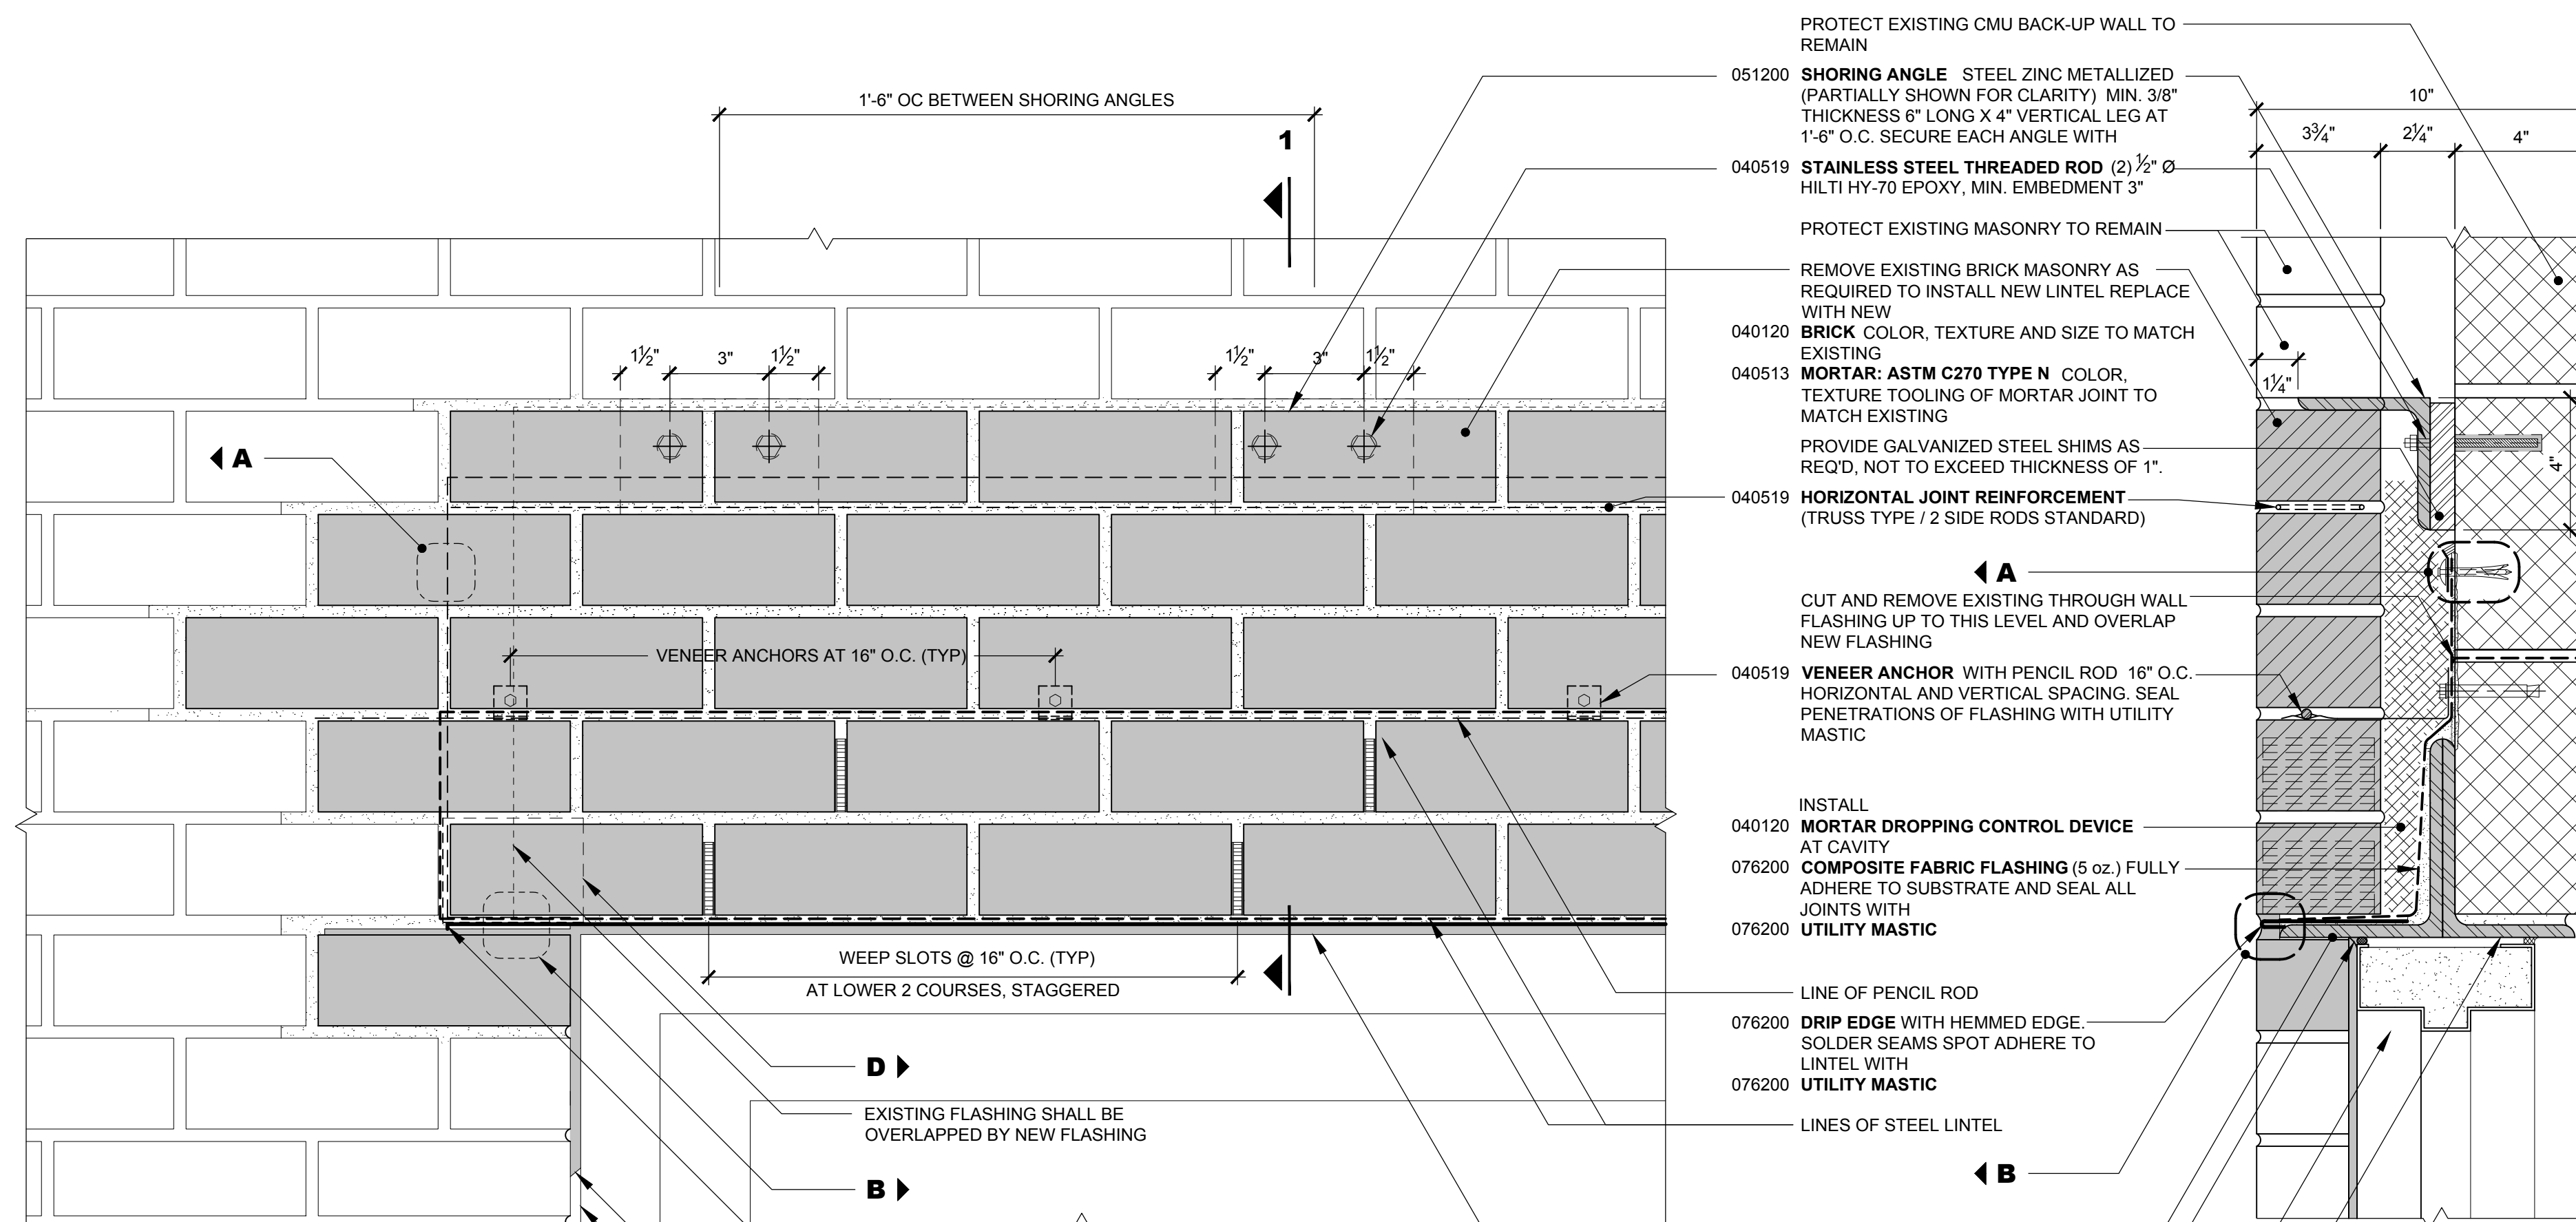 1'-6" OC BETWEEN SHORING ANGLES
1
1½" 3" 1½"
1½" 3" 1½"
A
VENEER ANCHORS AT 16" O.C. (TYP)
WEEP SLOTS @ 16" O.C. (TYP)
AT LOWER 2 COURSES, STAGGERED
D
EXISTING FLASHING SHALL BE
OVERLAPPED BY NEW FLASHING
B
PROTECT EXISTING CMU BACK-UP WALL TO
REMAIN
051200 SHORING ANGLE STEEL ZINC METALLIZED
(PARTIALLY SHOWN FOR CLARITY) MIN. 3/8"
THICKNESS 6" LONG X 4" VERTICAL LEG AT
1'-6" O.C. SECURE EACH ANGLE WITH
040519 STAINLESS STEEL THREADED ROD (2) ½" Ø
HILTI HY-70 EPOXY, MIN. EMBEDMENT 3"
PROTECT EXISTING MASONRY TO REMAIN
REMOVE EXISTING BRICK MASONRY AS
REQUIRED TO INSTALL NEW LINTEL REPLACE
WITH NEW
040120 BRICK COLOR, TEXTURE AND SIZE TO MATCH
EXISTING
040513 MORTAR: ASTM C270 TYPE N COLOR,
TEXTURE TOOLING OF MORTAR JOINT TO
MATCH EXISTING
PROVIDE GALVANIZED STEEL SHIMS AS
REQ'D, NOT TO EXCEED THICKNESS OF 1".
040519 HORIZONTAL JOINT REINFORCEMENT
(TRUSS TYPE / 2 SIDE RODS STANDARD)
A
CUT AND REMOVE EXISTING THROUGH WALL
FLASHING UP TO THIS LEVEL AND OVERLAP
NEW FLASHING
040519 VENEER ANCHOR WITH PENCIL ROD 16" O.C.
HORIZONTAL AND VERTICAL SPACING. SEAL
PENETRATIONS OF FLASHING WITH UTILITY
MASTIC
INSTALL
040120 MORTAR DROPPING CONTROL DEVICE
AT CAVITY
076200 COMPOSITE FABRIC FLASHING (5 oz.) FULLY
ADHERE TO SUBSTRATE AND SEAL ALL
JOINTS WITH
076200 UTILITY MASTIC
LINE OF PENCIL ROD
076200 DRIP EDGE WITH HEMMED EDGE.
SOLDER SEAMS SPOT ADHERE TO
LINTEL WITH
076200 UTILITY MASTIC
LINES OF STEEL LINTEL
B
10"
3¾" 2¼" 4"
1¼"
4"